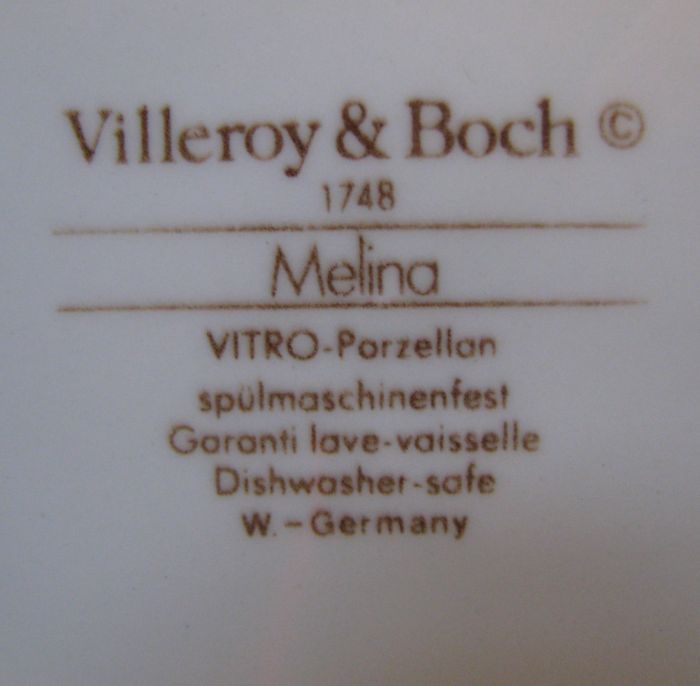 Villeroy & Boch ©
1748
Melina
VITRO-Porzellan
spülmaschinenfest
Garanti lave-vaisselle
Dishwasher-safe
W.-Germany